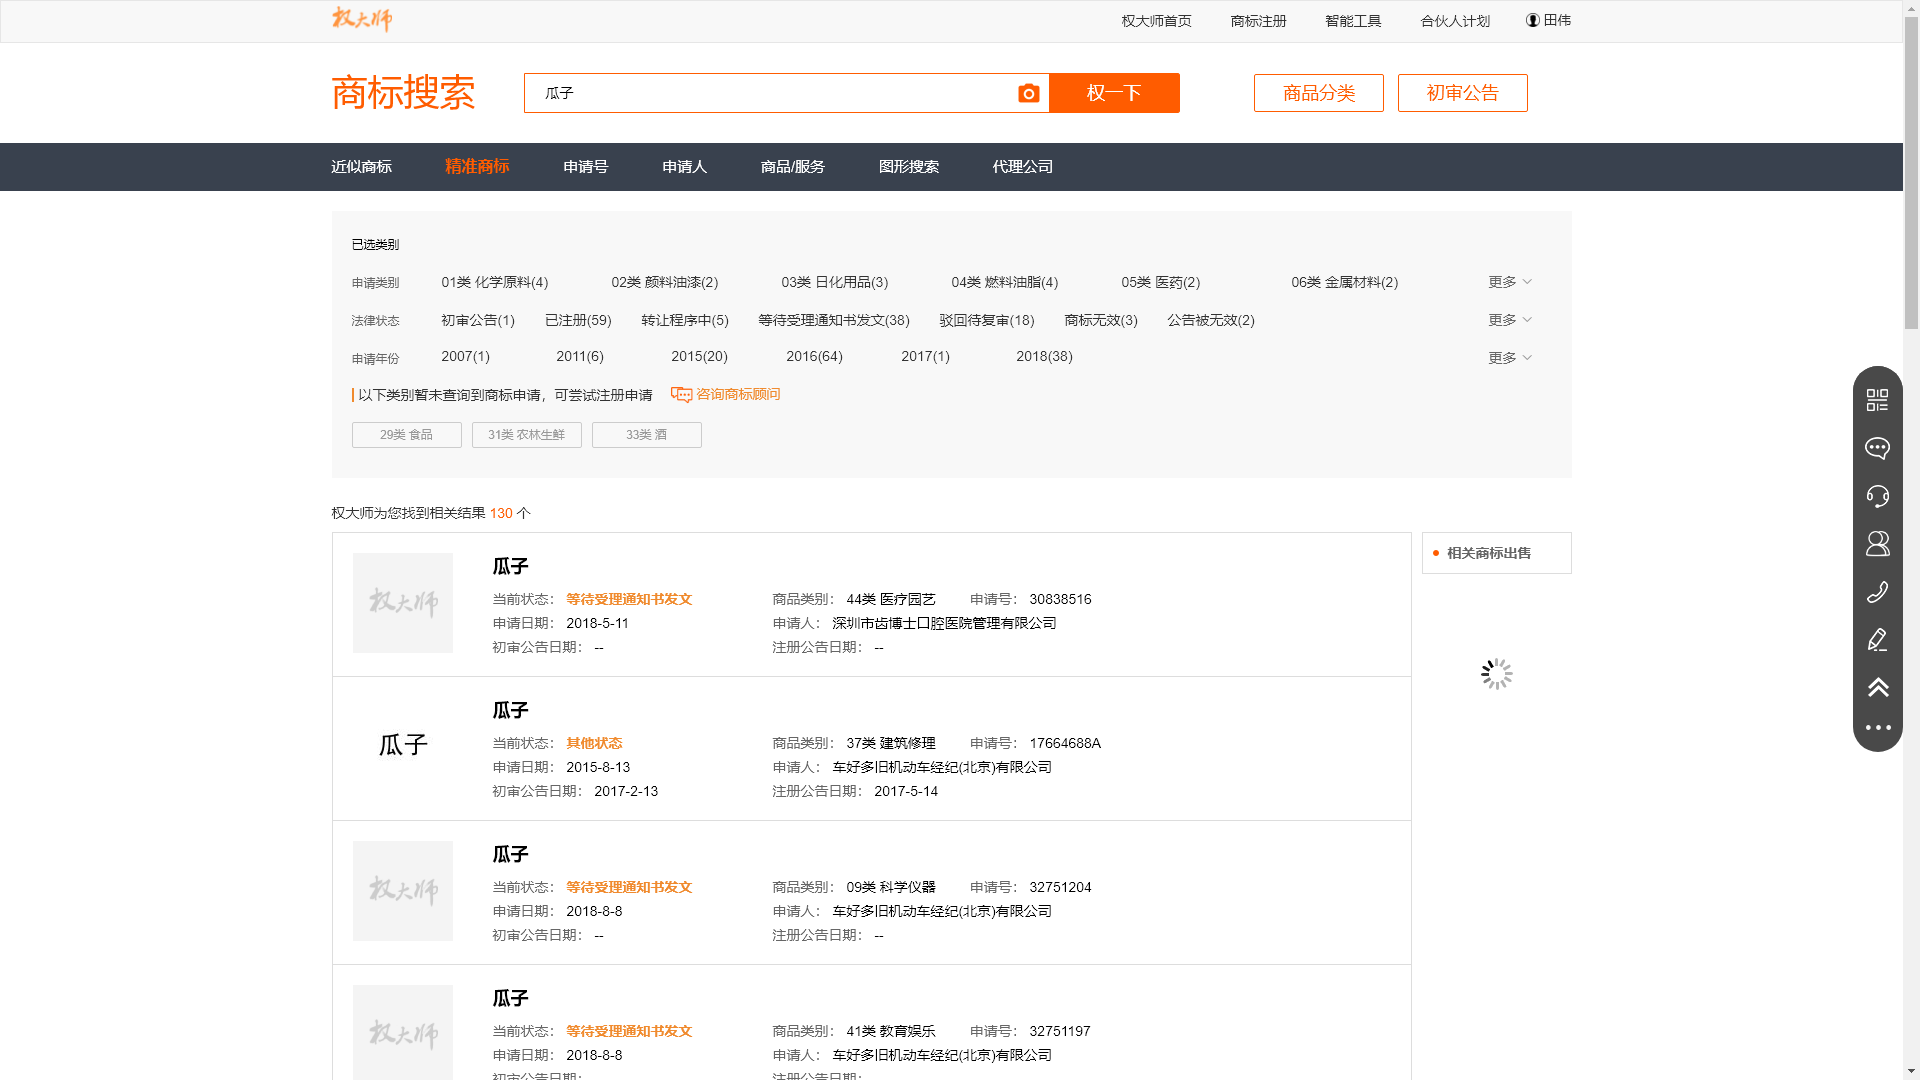 权大师
权大师首页 商标注册 智能工具 合伙人计划 田伟
商标搜索
瓜子
权一下
商品分类 初审公告
近似商标 精准商标 申请号 申请人 商品/服务 图形搜索 代理公司
已选类别
申请类别 01类 化学原料(4) 02类 颜料油漆(2) 03类 日化用品(3) 04类 燃料油脂(4) 05类 医药(2) 06类 金属材料(2) 更多
法律状态 初审公告(1) 已注册(59) 转让程序中(5) 等待受理通知书发文(38) 驳回待复审(18) 商标无效(3) 公告被无效(2) 更多
申请年份 2007(1) 2011(6) 2015(20) 2016(64) 2017(1) 2018(38) 更多
以下类别暂未查询到商标申请，可尝试注册申请 咨询商标顾问
29类 食品 31类 农林生鲜 33类 酒
权大师为您找到相关结果 130 个
相关商标出售
权大师
瓜子
当前状态： 等待受理通知书发文 商品类别： 44类 医疗园艺 申请号： 30838516
申请日期： 2018-5-11 申请人： 深圳市齿博士口腔医院管理有限公司
初审公告日期： -- 注册公告日期： --
瓜子
瓜子
当前状态： 其他状态 商品类别： 37类 建筑修理 申请号： 17664688A
申请日期： 2015-8-13 申请人： 车好多旧机动车经纪(北京)有限公司
初审公告日期： 2017-2-13 注册公告日期： 2017-5-14
权大师
瓜子
当前状态： 等待受理通知书发文 商品类别： 09类 科学仪器 申请号： 32751204
申请日期： 2018-8-8 申请人： 车好多旧机动车经纪(北京)有限公司
初审公告日期： -- 注册公告日期： --
权大师
瓜子
当前状态： 等待受理通知书发文 商品类别： 41类 教育娱乐 申请号： 32751197
申请日期： 2018-8-8 申请人： 车好多旧机动车经纪(北京)有限公司
初审公告日期： 注册公告日期：